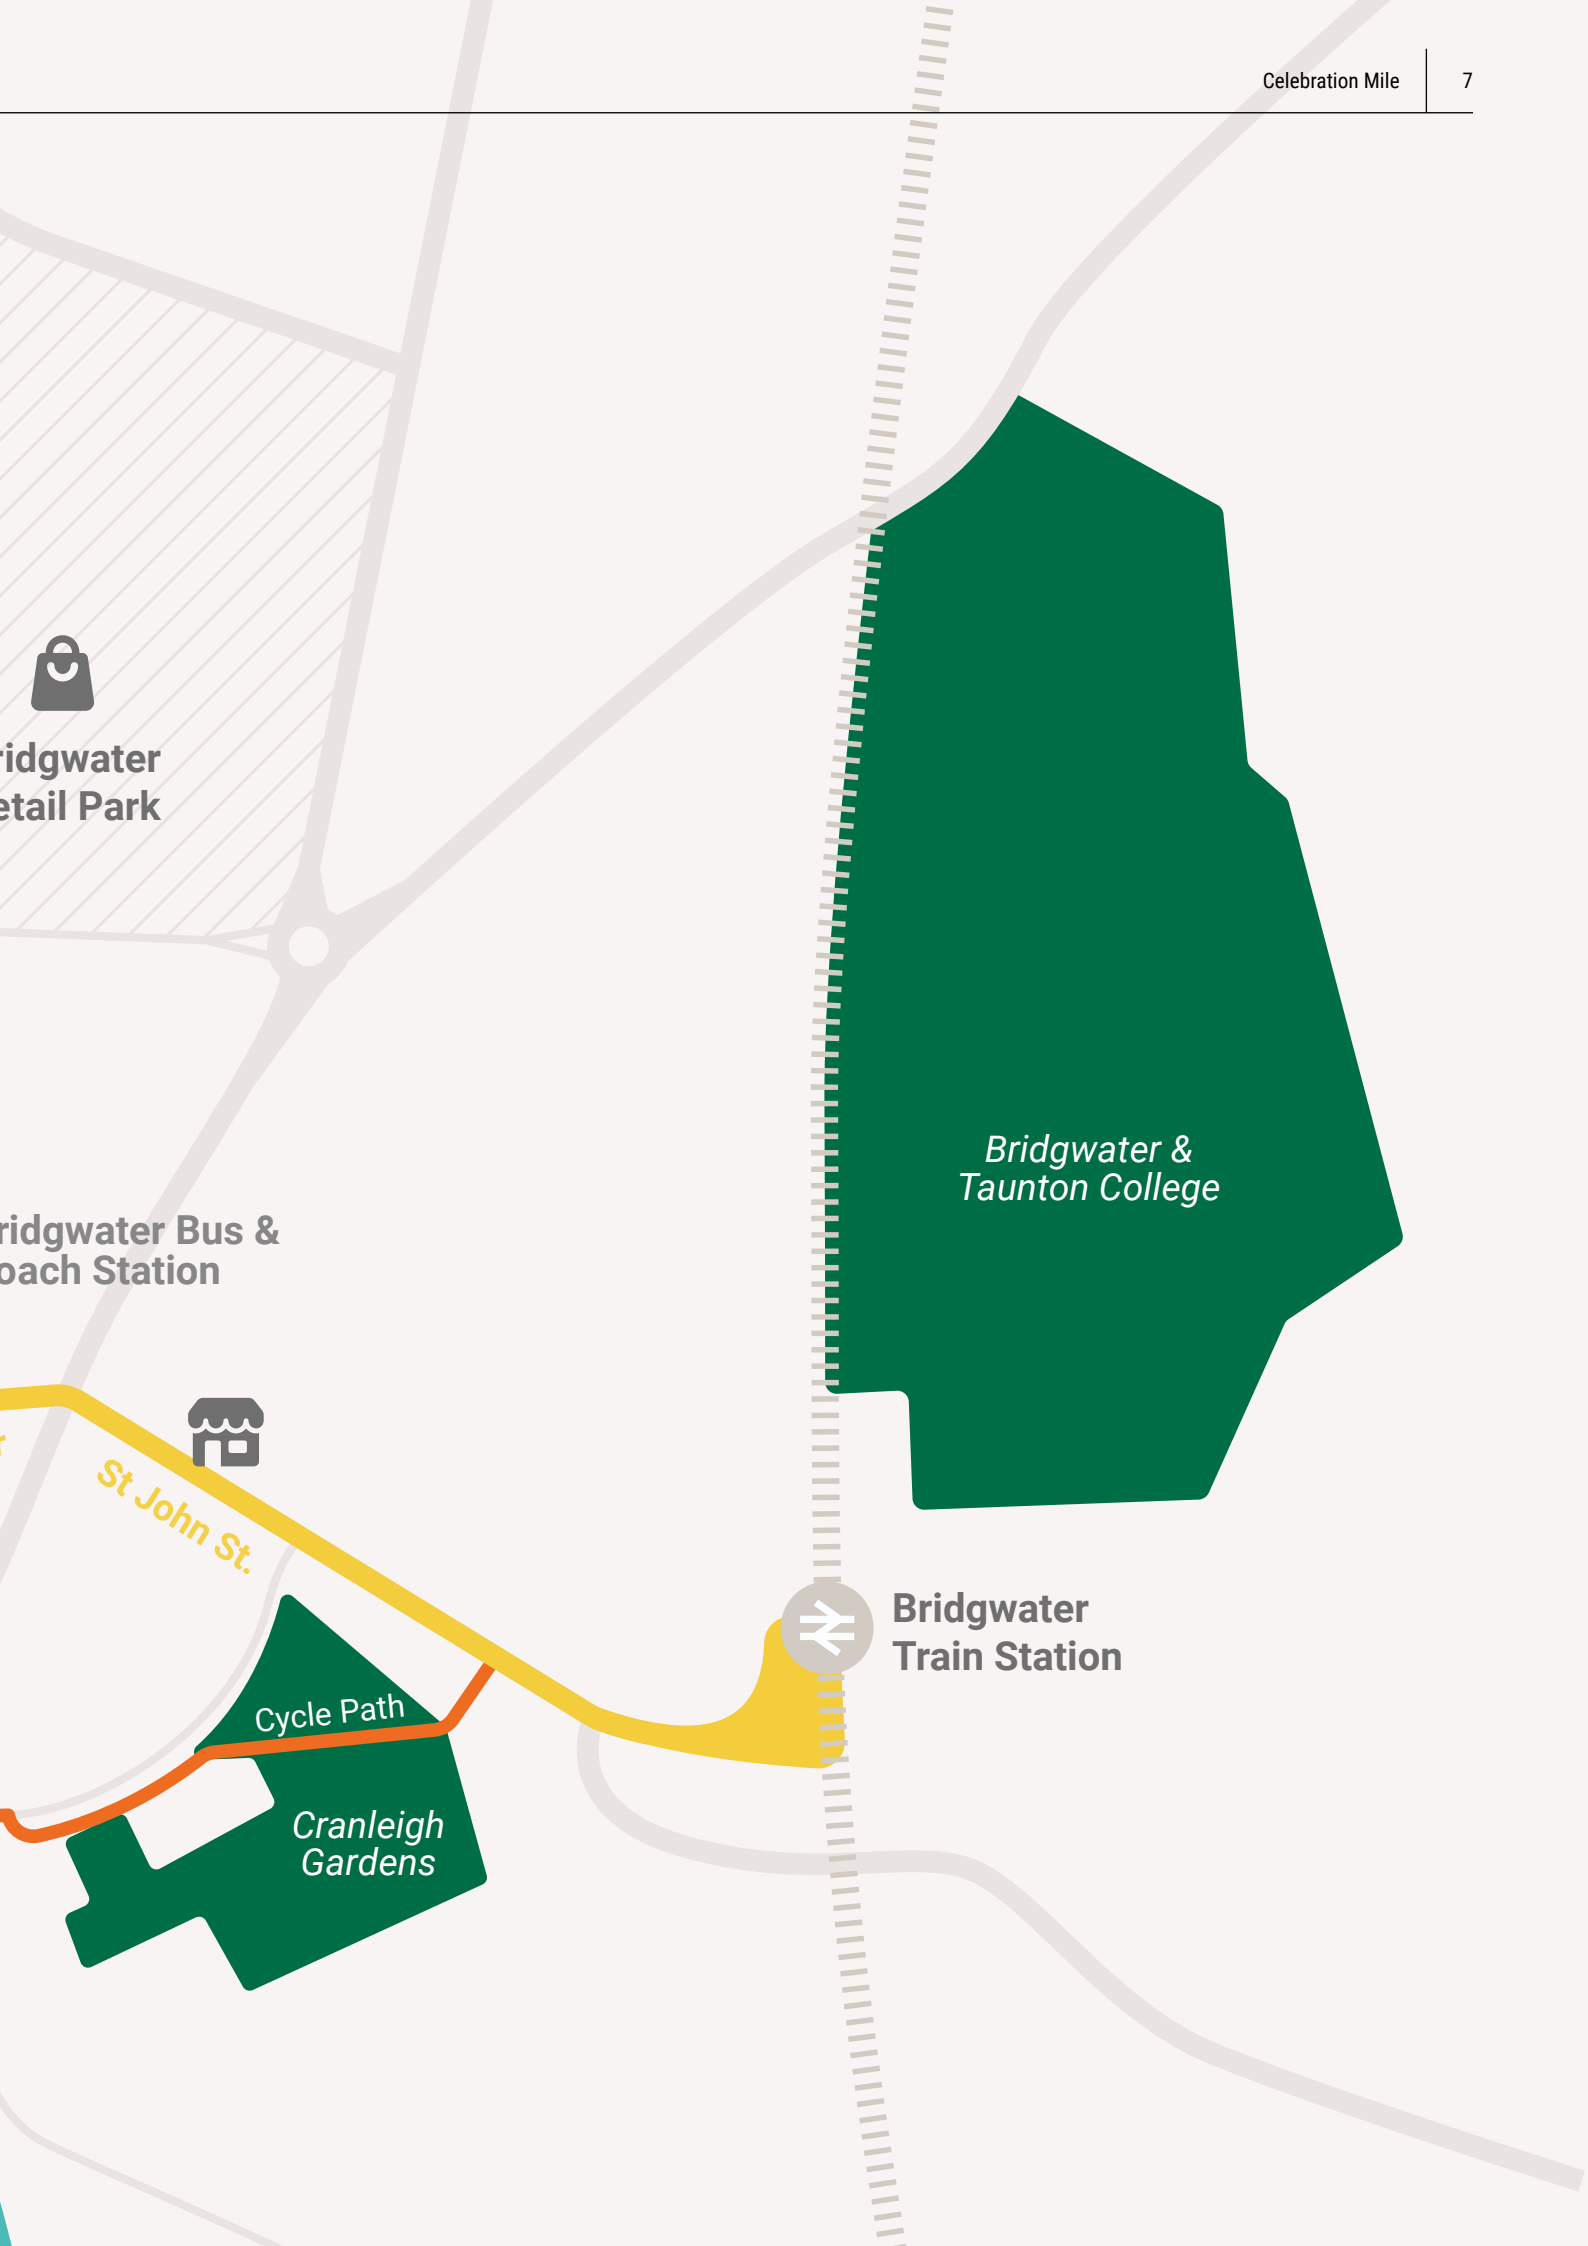 Celebration Mile
7
ridgwater
etail Park
Bridgwater &
Taunton College
ridgwater Bus &
oach Station
r
St John St.
Bridgwater
Train Station
Cycle Path
Cranleigh
Gardens